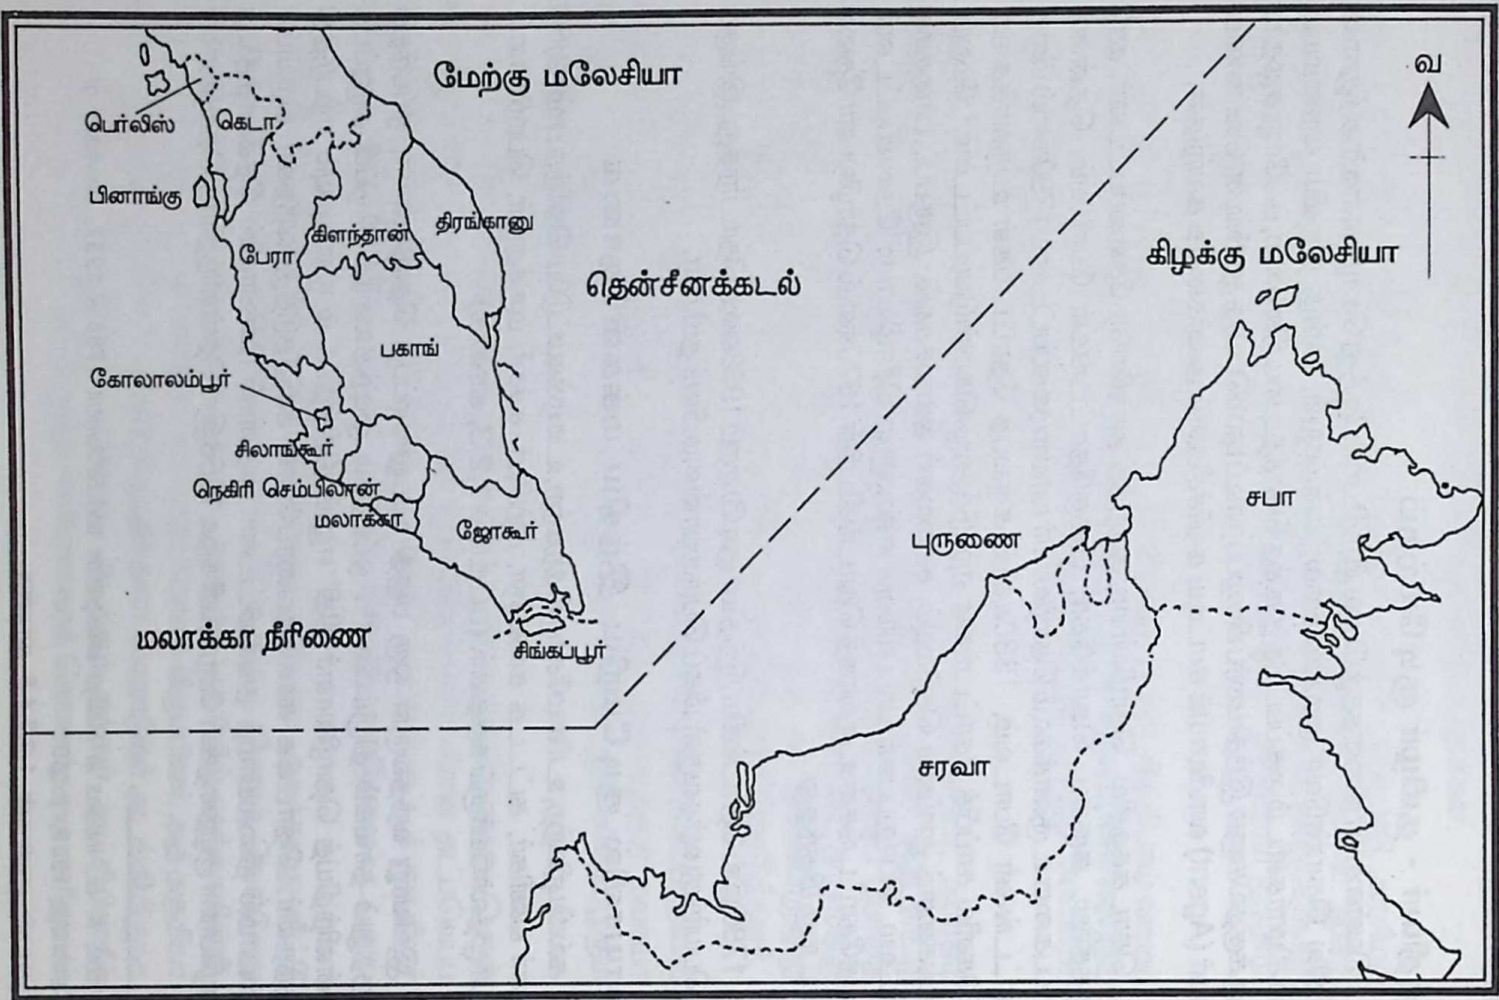 மேற்கு மலேசியா
வ
பெர்லிஸ்
கெடா
பினாங்கு
கிளந்தான்
திரங்கானு
பேரா
தென்சீனக்கடல்
கிழக்கு மலேசியா
பகாங்
கோலாலம்பூர்
சிலாங்கூர்
நெகிரி செம்பிலான்
மலாக்கா
ஜோகூர்
சபா
புருணை
மலாக்கா நீரிணை
சிங்கப்பூர்
சரவா